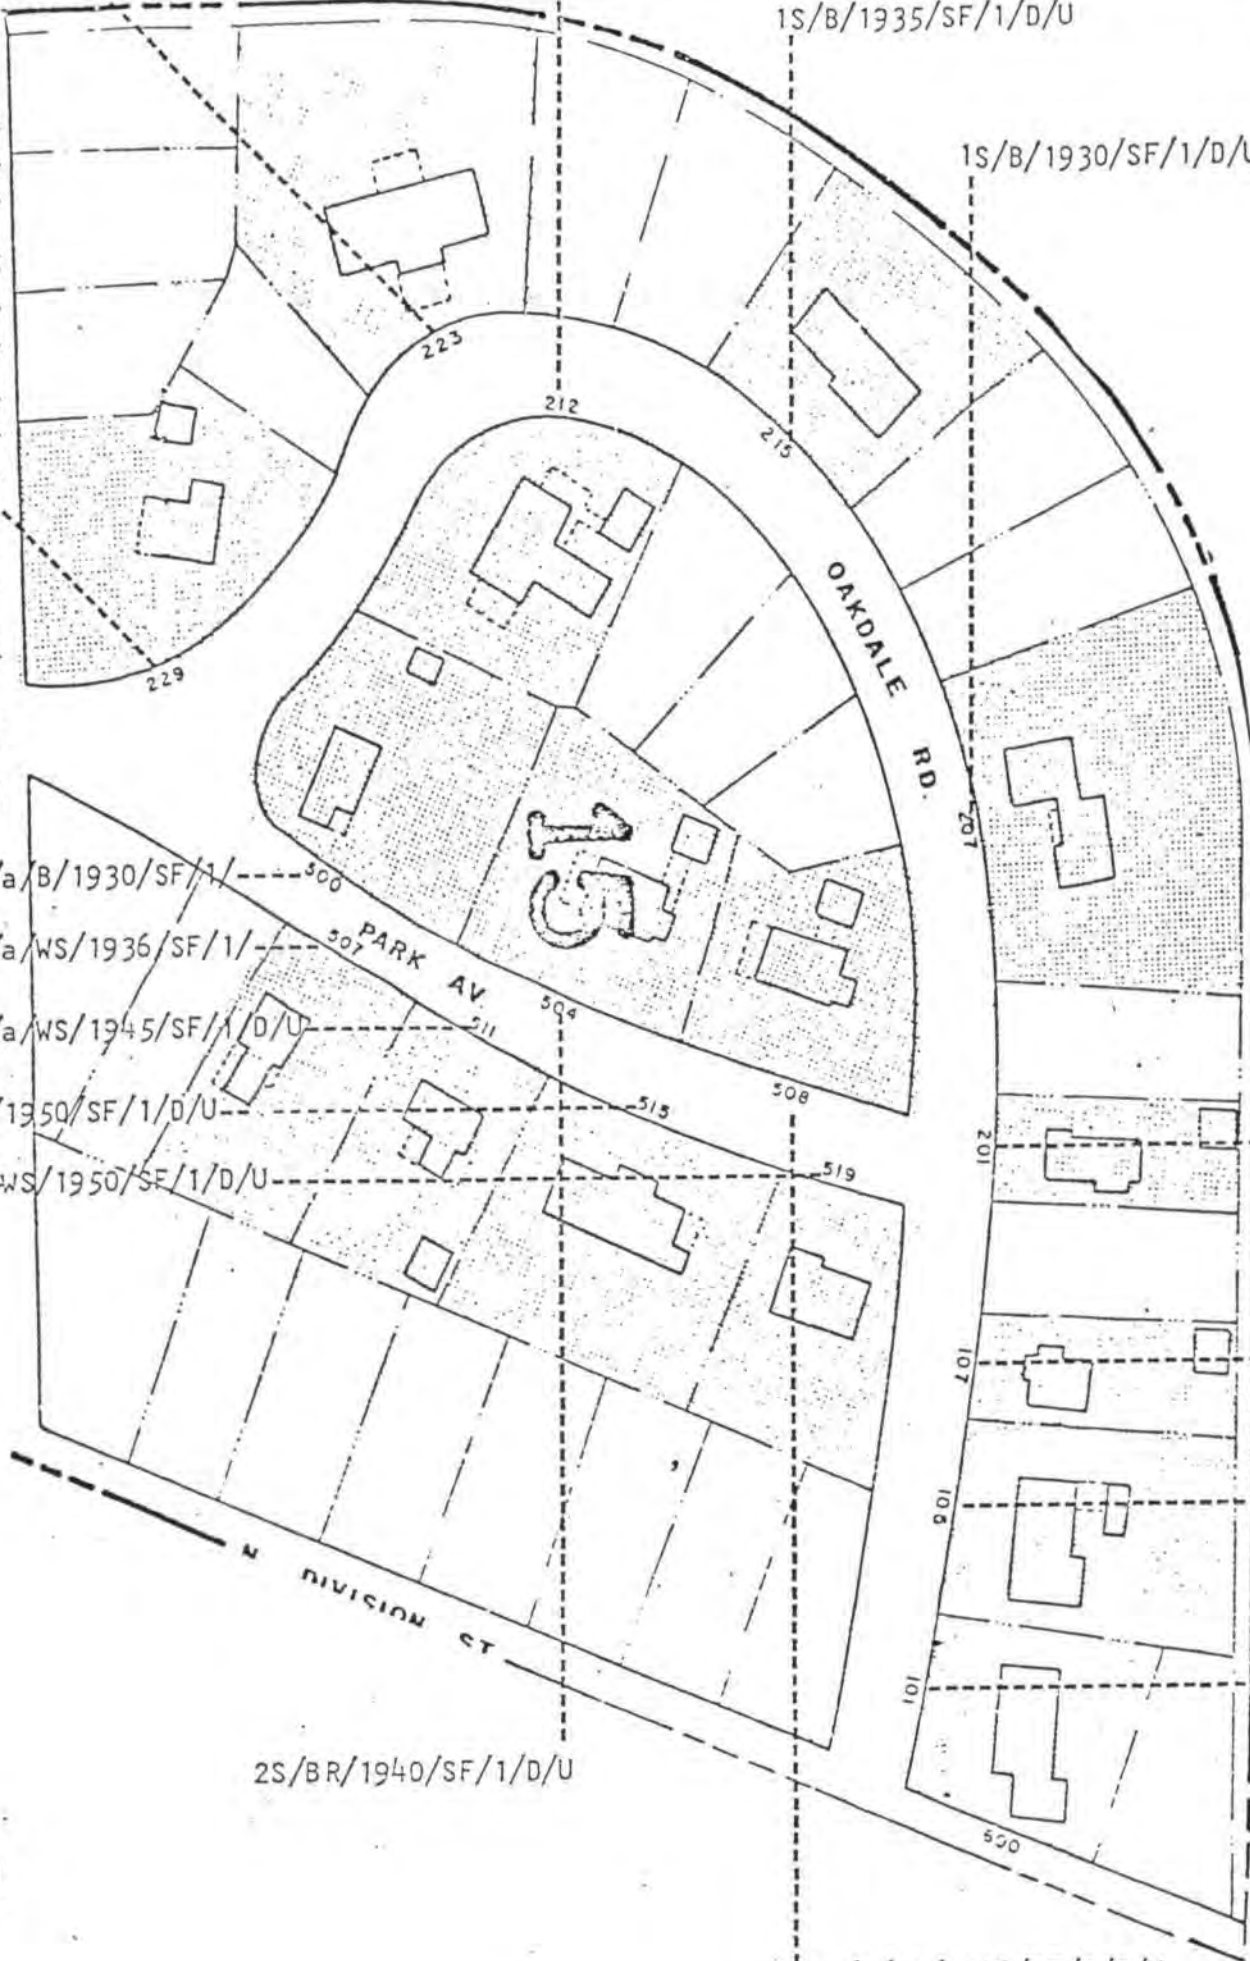 1S/B/1935/SF/1/D/U
1S/B/1930/SF/1/D/U
223
212
215
OAKDALE RD.
229
207
15
a/B/1930/SF/1/
500
a/WS/1936/SF/1/
507
PARK AV
a/WS/1945/SF/1/D/U
511
504
/1950/SF/1/D/U
515
508
WS/1950/SF/1/D/U
519
201
107
101
N DIVISION ST
2S/BR/1940/SF/1/D/U
500